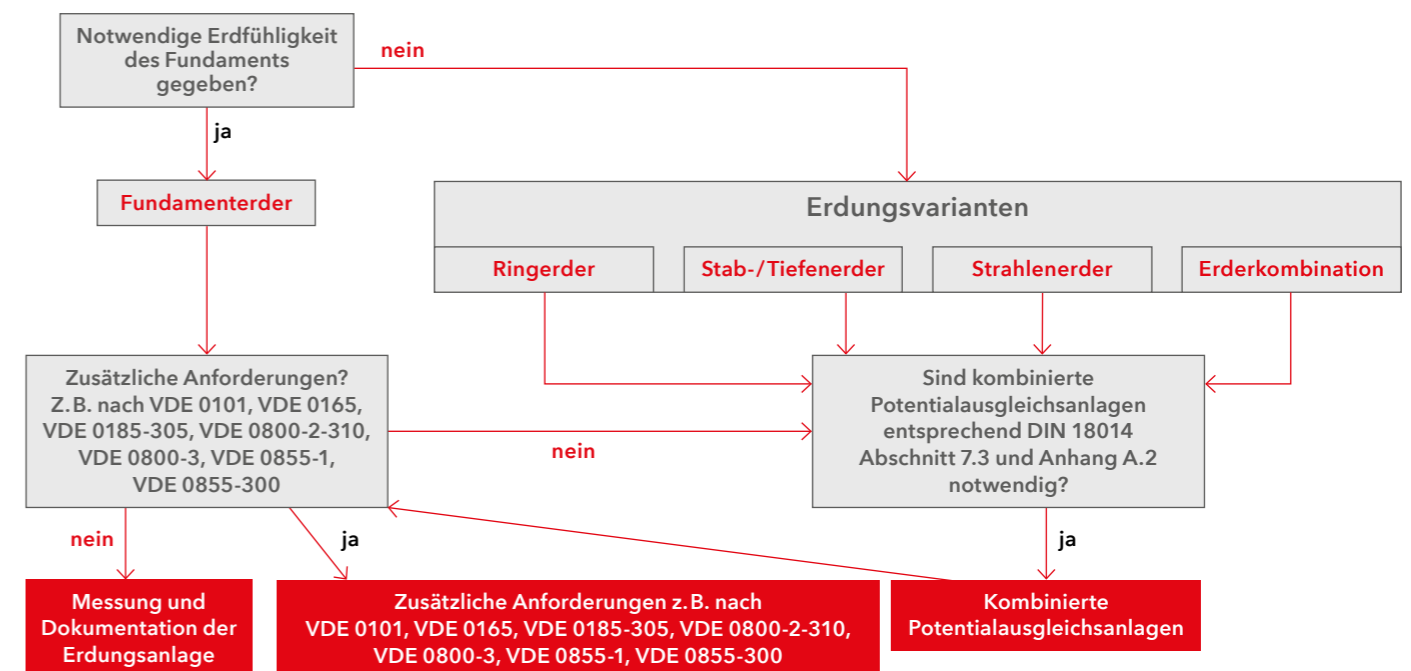 Notwendige Erdfühligkeit
des Fundaments
gegeben?
nein
ja
Fundamenterder
Erdungsvarianten
Ringerder
Stab-/Tiefenerder
Strahlenerder
Erderkombination
Zusätzliche Anforderungen?
Z.B. nach VDE 0101, VDE 0165,
VDE 0185-305, VDE 0800-2-310,
VDE 0800-3, VDE 0855-1,
VDE 0855-300
nein
Sind kombinierte
Potentialausgleichsanlagen
entsprechend DIN 18014
Abschnitt 7.3 und Anhang A.2
notwendig?
nein
ja
ja
Messung und
Dokumentation der
Erdungsanlage
Zusätzliche Anforderungen z.B. nach
VDE 0101, VDE 0165, VDE 0185-305, VDE 0800-2-310,
VDE 0800-3, VDE 0855-1, VDE 0855-300
Kombinierte
Potentialausgleichsanlagen